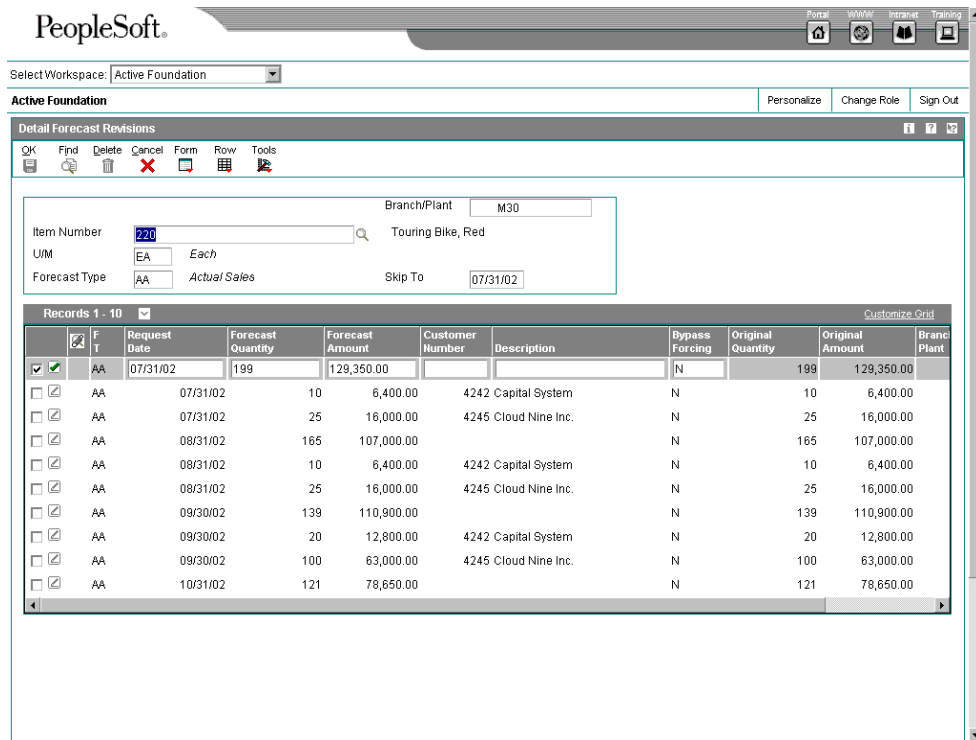 PeopleSoft.
Portal WWW Intranet Training
Select Workspace: Active Foundation
Active Foundation Personalize Change Role Sign Out
Detail Forecast Revisions
OK Find Delete Cancel Form Row Tools
Branch/Plant M30
Item Number 220 Touring Bike, Red
U/M EA Each
Forecast Type AA Actual Sales Skip To 07/31/02
Records 1 - 10 Customize Grid
F T Request Date Forecast Quantity Forecast Amount Customer Number Description Bypass Forcing Original Quantity Original Amount Branc Plant
AA 07/31/02 199 129,350.00 N 199 129,350.00
AA 07/31/02 10 6,400.00 4242 Capital System N 10 6,400.00
AA 07/31/02 25 16,000.00 4245 Cloud Nine Inc. N 25 16,000.00
AA 08/31/02 165 107,000.00 N 165 107,000.00
AA 08/31/02 10 6,400.00 4242 Capital System N 10 6,400.00
AA 08/31/02 25 16,000.00 4245 Cloud Nine Inc. N 25 16,000.00
AA 09/30/02 139 110,900.00 N 139 110,900.00
AA 09/30/02 20 12,800.00 4242 Capital System N 20 12,800.00
AA 09/30/02 100 63,000.00 4245 Cloud Nine Inc. N 100 63,000.00
AA 10/31/02 121 78,650.00 N 121 78,650.00